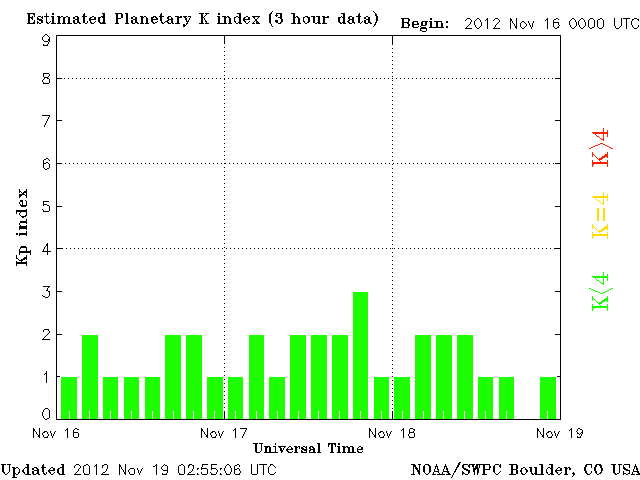 Estimated Planetary K index (3 hour data) Begin: 2012 Nov 16 0000 UTC
9
8
7
6
5
4
3
2
1
0
Kp index
K>4
K=4
K<4
Nov 16 Nov 17 Nov 18 Nov 19
Universal Time
Updated 2012 Nov 19 02:55:06 UTC NOAA/SWPC Boulder, CO USA